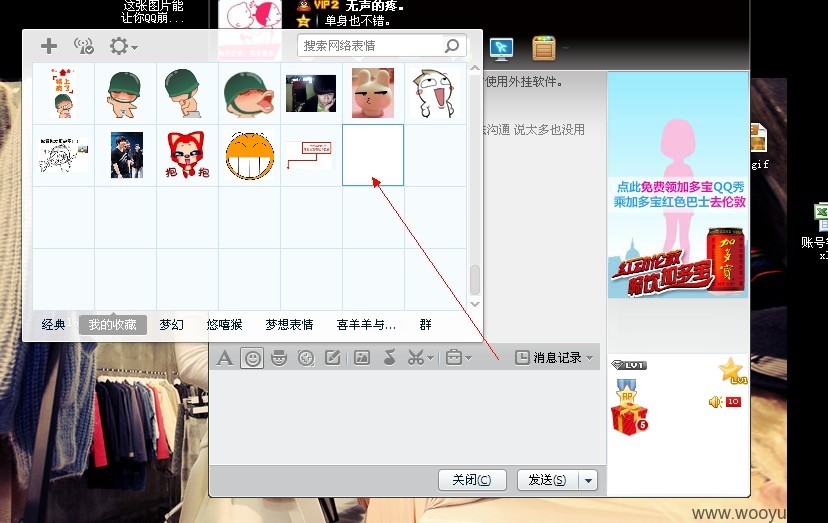 这张图片能
让你QQ崩...
VIP 2 无声的疼。
单身也不错。
搜索网络表情
使用外挂软件。
沟通 说太多也没用
抱 抱
经典 我的收藏 梦幻 悠嘻猴 梦想表情 喜羊羊与... 群
点此免费领加多宝QQ秀
乘加多宝红色巴士去伦敦
红动伦敦
畅饮加多宝
加多宝
gif
消息记录
LV1
LV1
RP
10
5
关闭(C) 发送(S)
www.wooyu